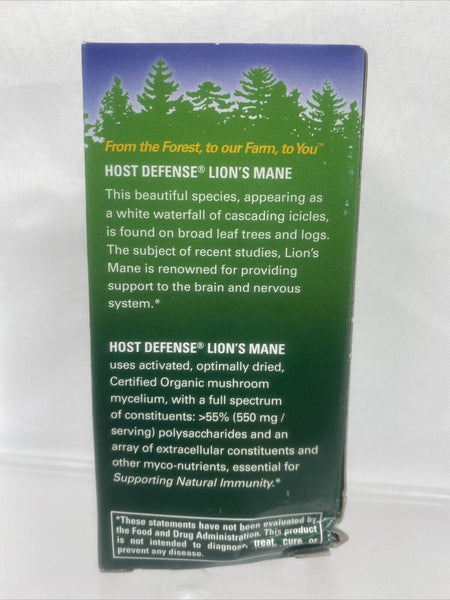 From the Forest, to our Farm, to You™
HOST DEFENSE® LION'S MANE
This beautiful species, appearing as
a white waterfall of cascading icicles,
is found on broad leaf trees and logs.
The subject of recent studies, Lion's
Mane is renowned for providing
support to the brain and nervous
system.*
HOST DEFENSE® LION'S MANE
uses activated, optimally dried,
Certified Organic mushroom
mycelium, with a full spectrum
of constituents: >55% (550 mg /
serving) polysaccharides and an
array of extracellular constituents and
other myco-nutrients, essential for
Supporting Natural Immunity.*
*These statements have not been evaluated by
the Food and Drug Administration. This product
is not intended to diagnose, treat, cure or
prevent any disease.